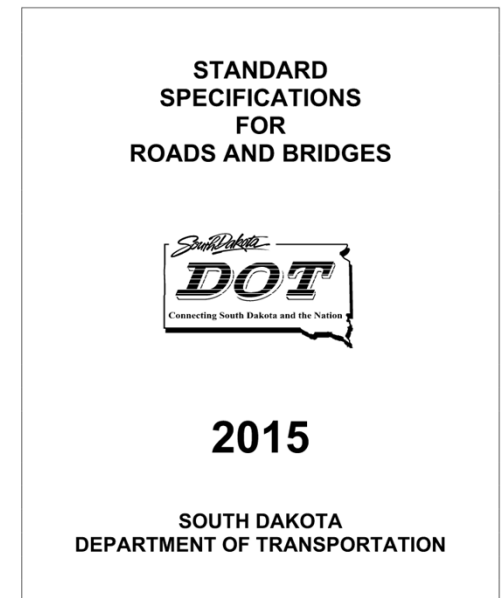 STANDARD
SPECIFICATIONS
FOR
ROADS AND BRIDGES
South Dakota
DOT
Connecting South Dakota and the Nation
2015
SOUTH DAKOTA
DEPARTMENT OF TRANSPORTATION